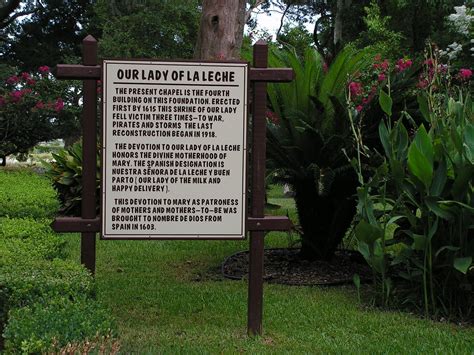 OUR LADY OF LA LECHE
THE PRESENT CHAPEL IS THE FOURTH
BUILDING ON THIS FOUNDATION. ERECTED
FIRST BY 1615 THIS SHRINE OF OUR LADY
FELL VICTIM THREE TIMES—TO WAR,
PIRATES AND STORMS THE LAST
RECONSTRUCTION BEGAN IN 1918.
THE DEVOTION TO OUR LADY OF LA LECHE
HONORS THE DIVINE MOTHERHOOD OF
MARY. THE SPANISH DESIGNATION IS
NUESTRA SEÑORA DE LA LECHE Y BUEN
PARTO (OUR LADY OF THE MILK AND
HAPPY DELIVERY ).
THIS DEVOTION TO MARY AS PATRONESS
OF MOTHERS AND MOTHERS—TO—BE WAS
BROUGHT TO NOMBRE DE DIOS FROM
SPAIN IN 1603.